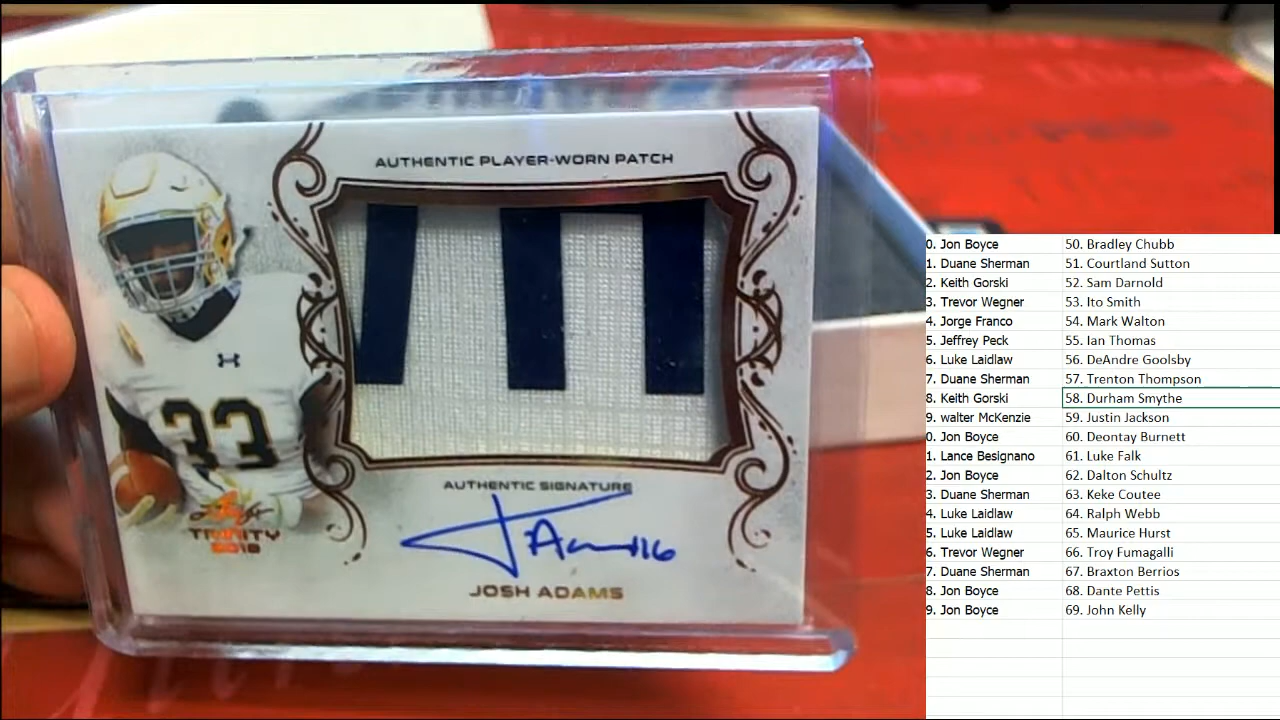 AUTHENTIC PLAYER-WORN PATCH
33
AUTHENTIC SIGNATURE
Leaf
TRINITY
2018
JOSH ADAMS
0. Jon Boyce 50. Bradley Chubb
1. Duane Sherman 51. Courtland Sutton
2. Keith Gorski 52. Sam Darnold
3. Trevor Wegner 53. Ito Smith
4. Jorge Franco 54. Mark Walton
5. Jeffrey Peck 55. Ian Thomas
6. Luke Laidlaw 56. DeAndre Goolsby
7. Duane Sherman 57. Trenton Thompson
8. Keith Gorski 58. Durham Smythe
9. walter McKenzie 59. Justin Jackson
0. Jon Boyce 60. Deontay Burnett
1. Lance Besignano 61. Luke Falk
2. Jon Boyce 62. Dalton Schultz
3. Duane Sherman 63. Keke Coutee
4. Luke Laidlaw 64. Ralph Webb
5. Luke Laidlaw 65. Maurice Hurst
6. Trevor Wegner 66. Troy Fumagalli
7. Duane Sherman 67. Braxton Berrios
8. Jon Boyce 68. Dante Pettis
9. Jon Boyce 69. John Kelly